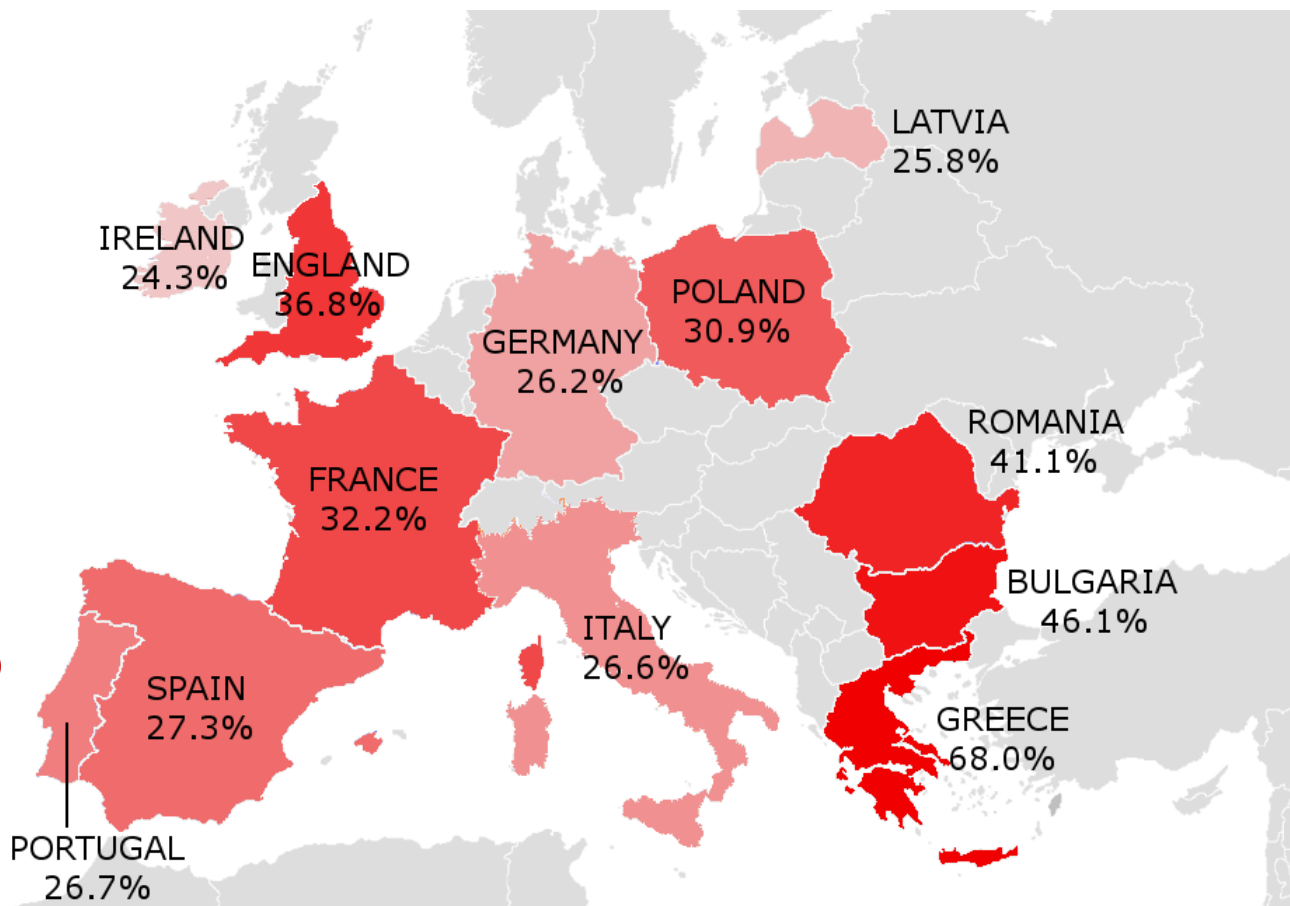 LATVIA
25.8%
IRELAND
24.3%
ENGLAND
36.8%
POLAND
30.9%
GERMANY
26.2%
ROMANIA
41.1%
FRANCE
32.2%
BULGARIA
46.1%
ITALY
26.6%
SPAIN
27.3%
GREECE
68.0%
PORTUGAL
26.7%